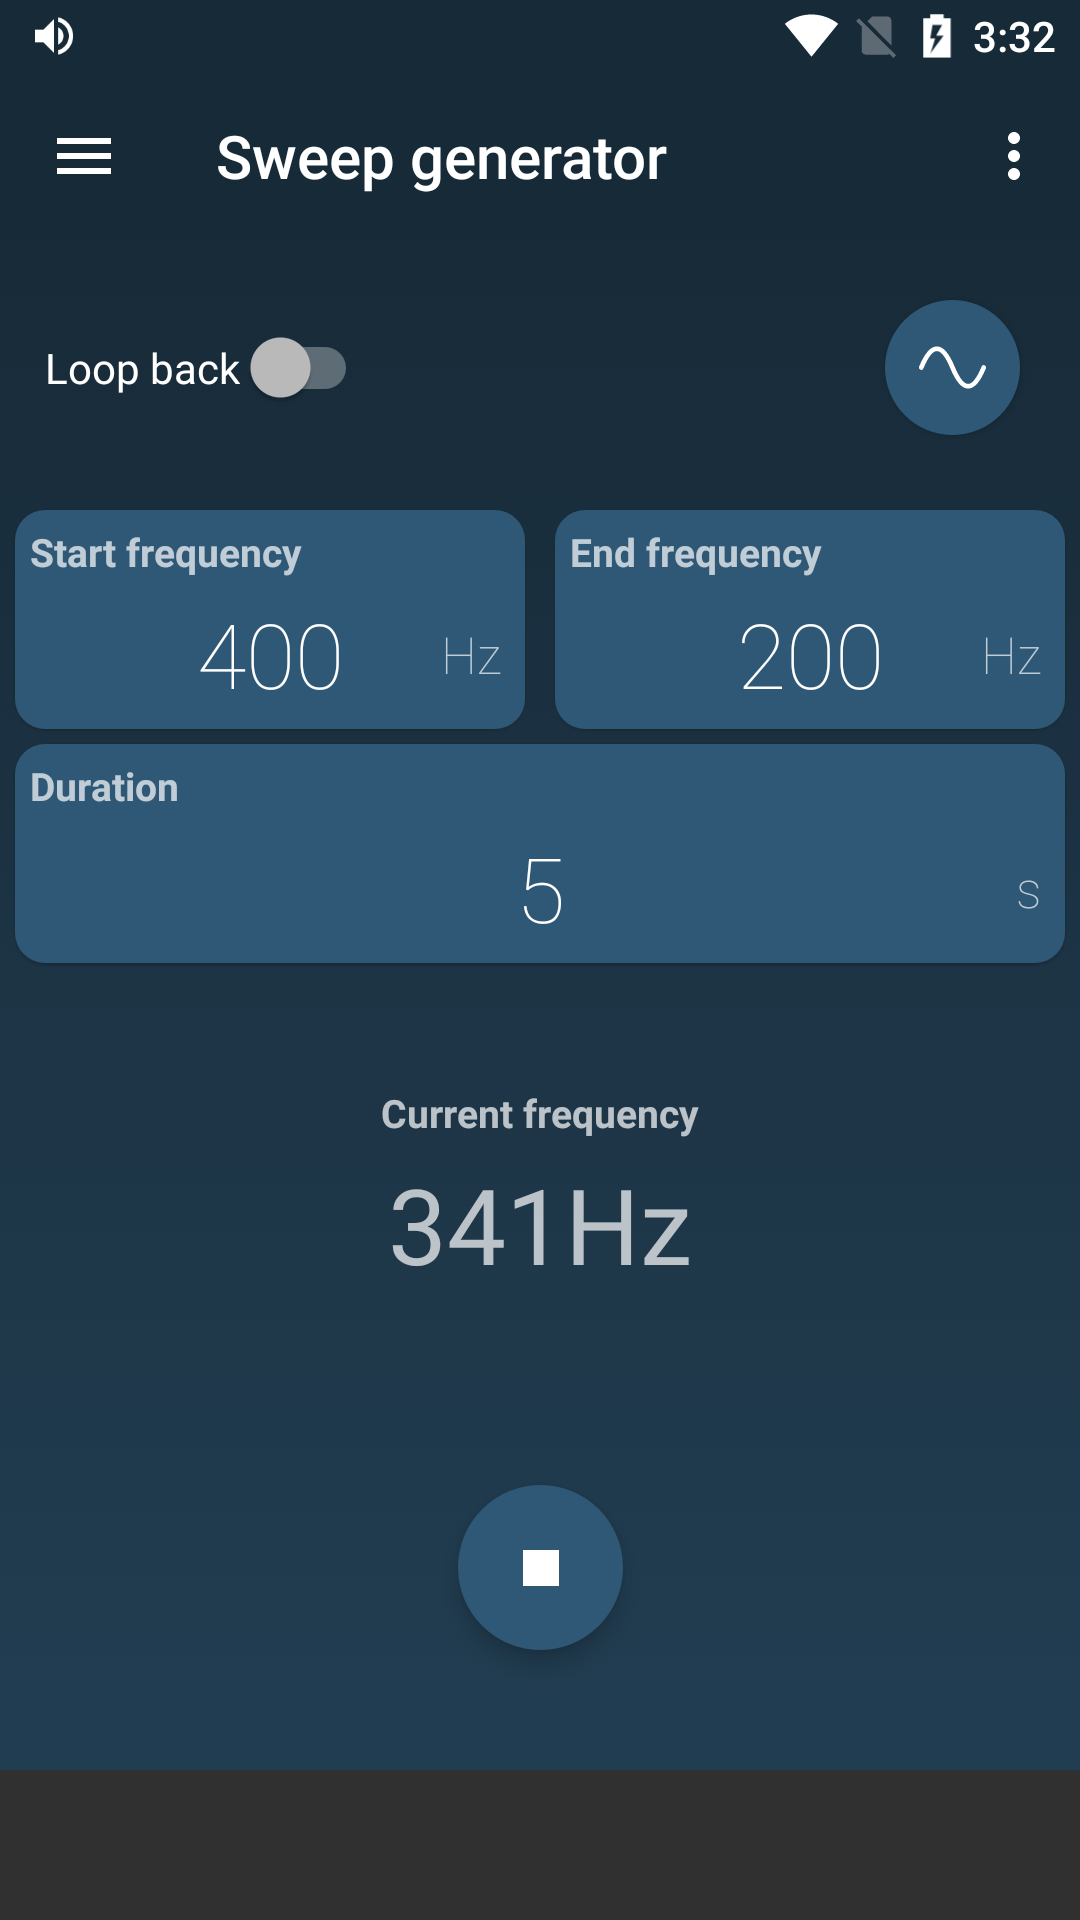 3:32
Sweep generator
Loop back
Start frequency
400 Hz
End frequency
200 Hz
Duration
5 s
Current frequency
341Hz